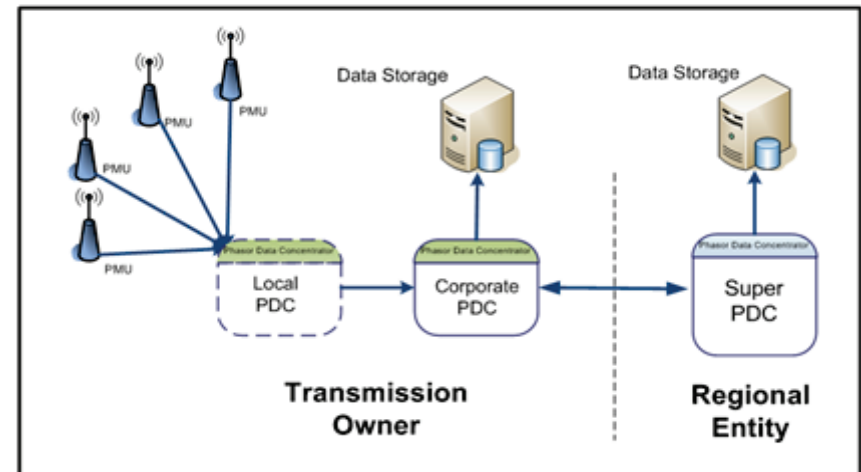 Data Storage
Data Storage
PMU
PMU
PMU
PMU
Phasor Data Concentrator
Local
PDC
Phasor Data Concentrator
Corporate
PDC
Phasor Data Concentrator
Super
PDC
Transmission
Owner
Regional
Entity